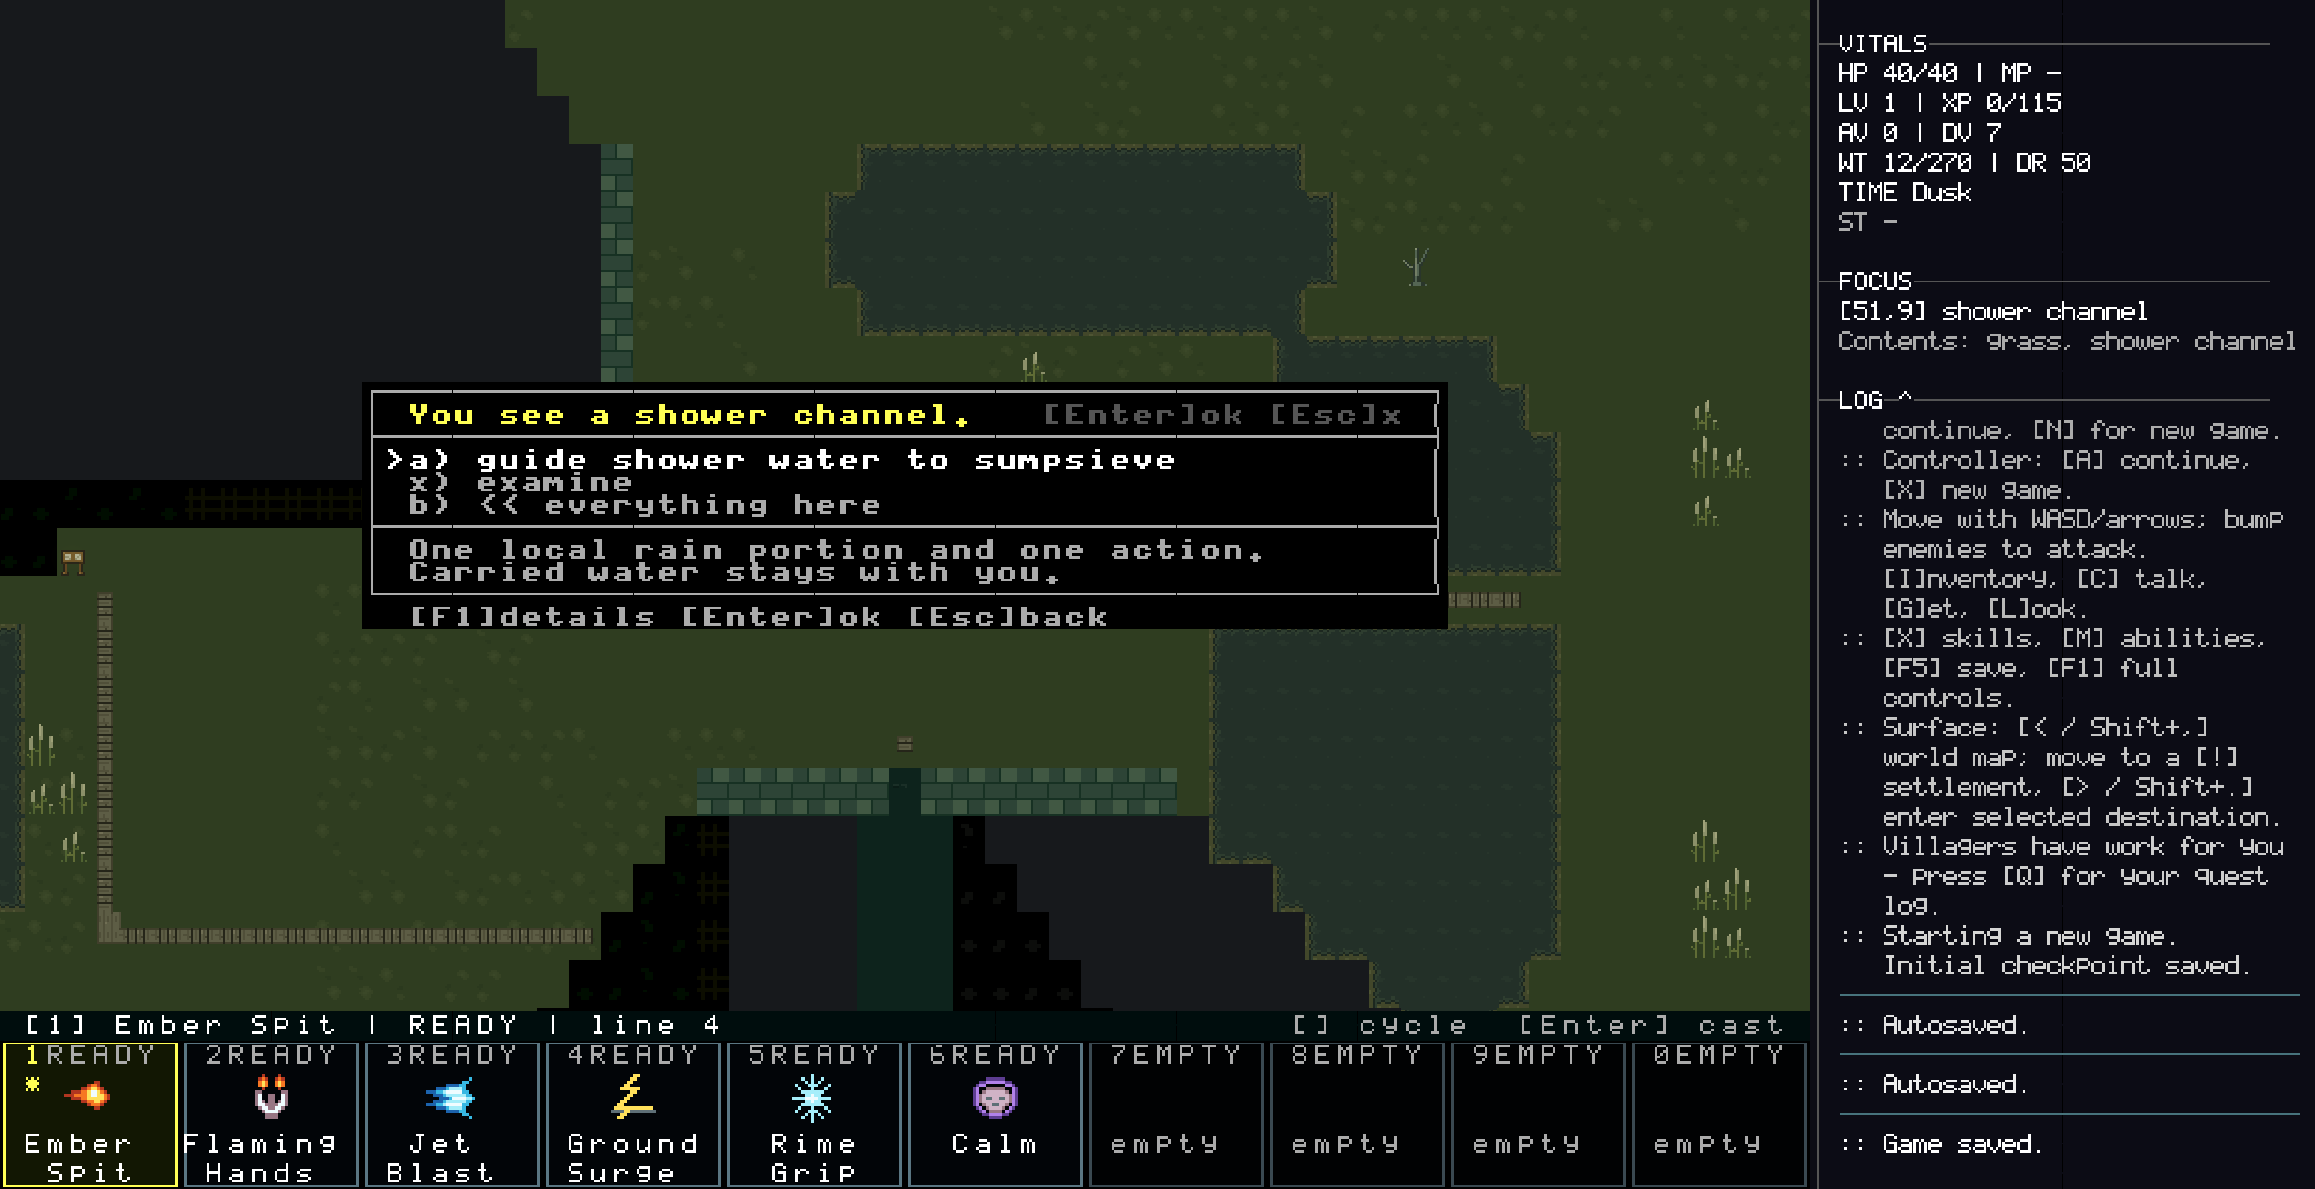 You see a shower channel. [Enter]ok [Esc]x
>a) guide shower water to sumpsieve
x) examine
b) << everything here
One local rain portion and one action.
Carried water stays with you.
[F1]details [Enter]ok [Esc]back
[1] Ember Spit | READY | line 4
[] cycle [Enter] cast
1READY
* Ember Spit
2READY
Flaming Hands
3READY
Jet Blast
4READY
Ground Surge
5READY
Rime Grip
6READY
Calm
7EMPTY
empty
8EMPTY
empty
9EMPTY
empty
0EMPTY
empty
VITALS
HP 40/40 | MP -
LV 1 | XP 0/115
AV 0 | DV 7
WT 12/270 | DR 50
TIME Dusk
ST -
FOCUS
[51,9] shower channel
Contents: grass, shower channel
LOG ^
continue, [N] for new game.
:: Controller: [A] continue,
[X] new game.
:: Move with WASD/arrows; bump
enemies to attack.
[I]nventory, [C] talk,
[G]et, [L]ook.
:: [X] skills, [M] abilities,
[F5] save, [F1] full
controls.
:: Surface: [< / Shift+,]
world map; move to a [!]
settlement, [> / Shift+.]
enter selected destination.
:: Villagers have work for you
- press [Q] for your quest
log.
:: Starting a new game.
Initial checkpoint saved.
:: Autosaved.
:: Autosaved.
:: Game saved.